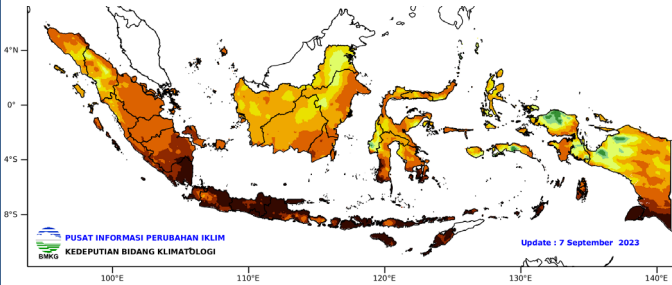 4°N
0°
4°S
8°S
PUSAT INFORMASI PERUBAHAN IKLIM
KEDEPUTIAN BIDANG KLIMATOLOGI
BMKG
Update : 7 September 2023
100°E
110°E
120°E
130°E
140°E